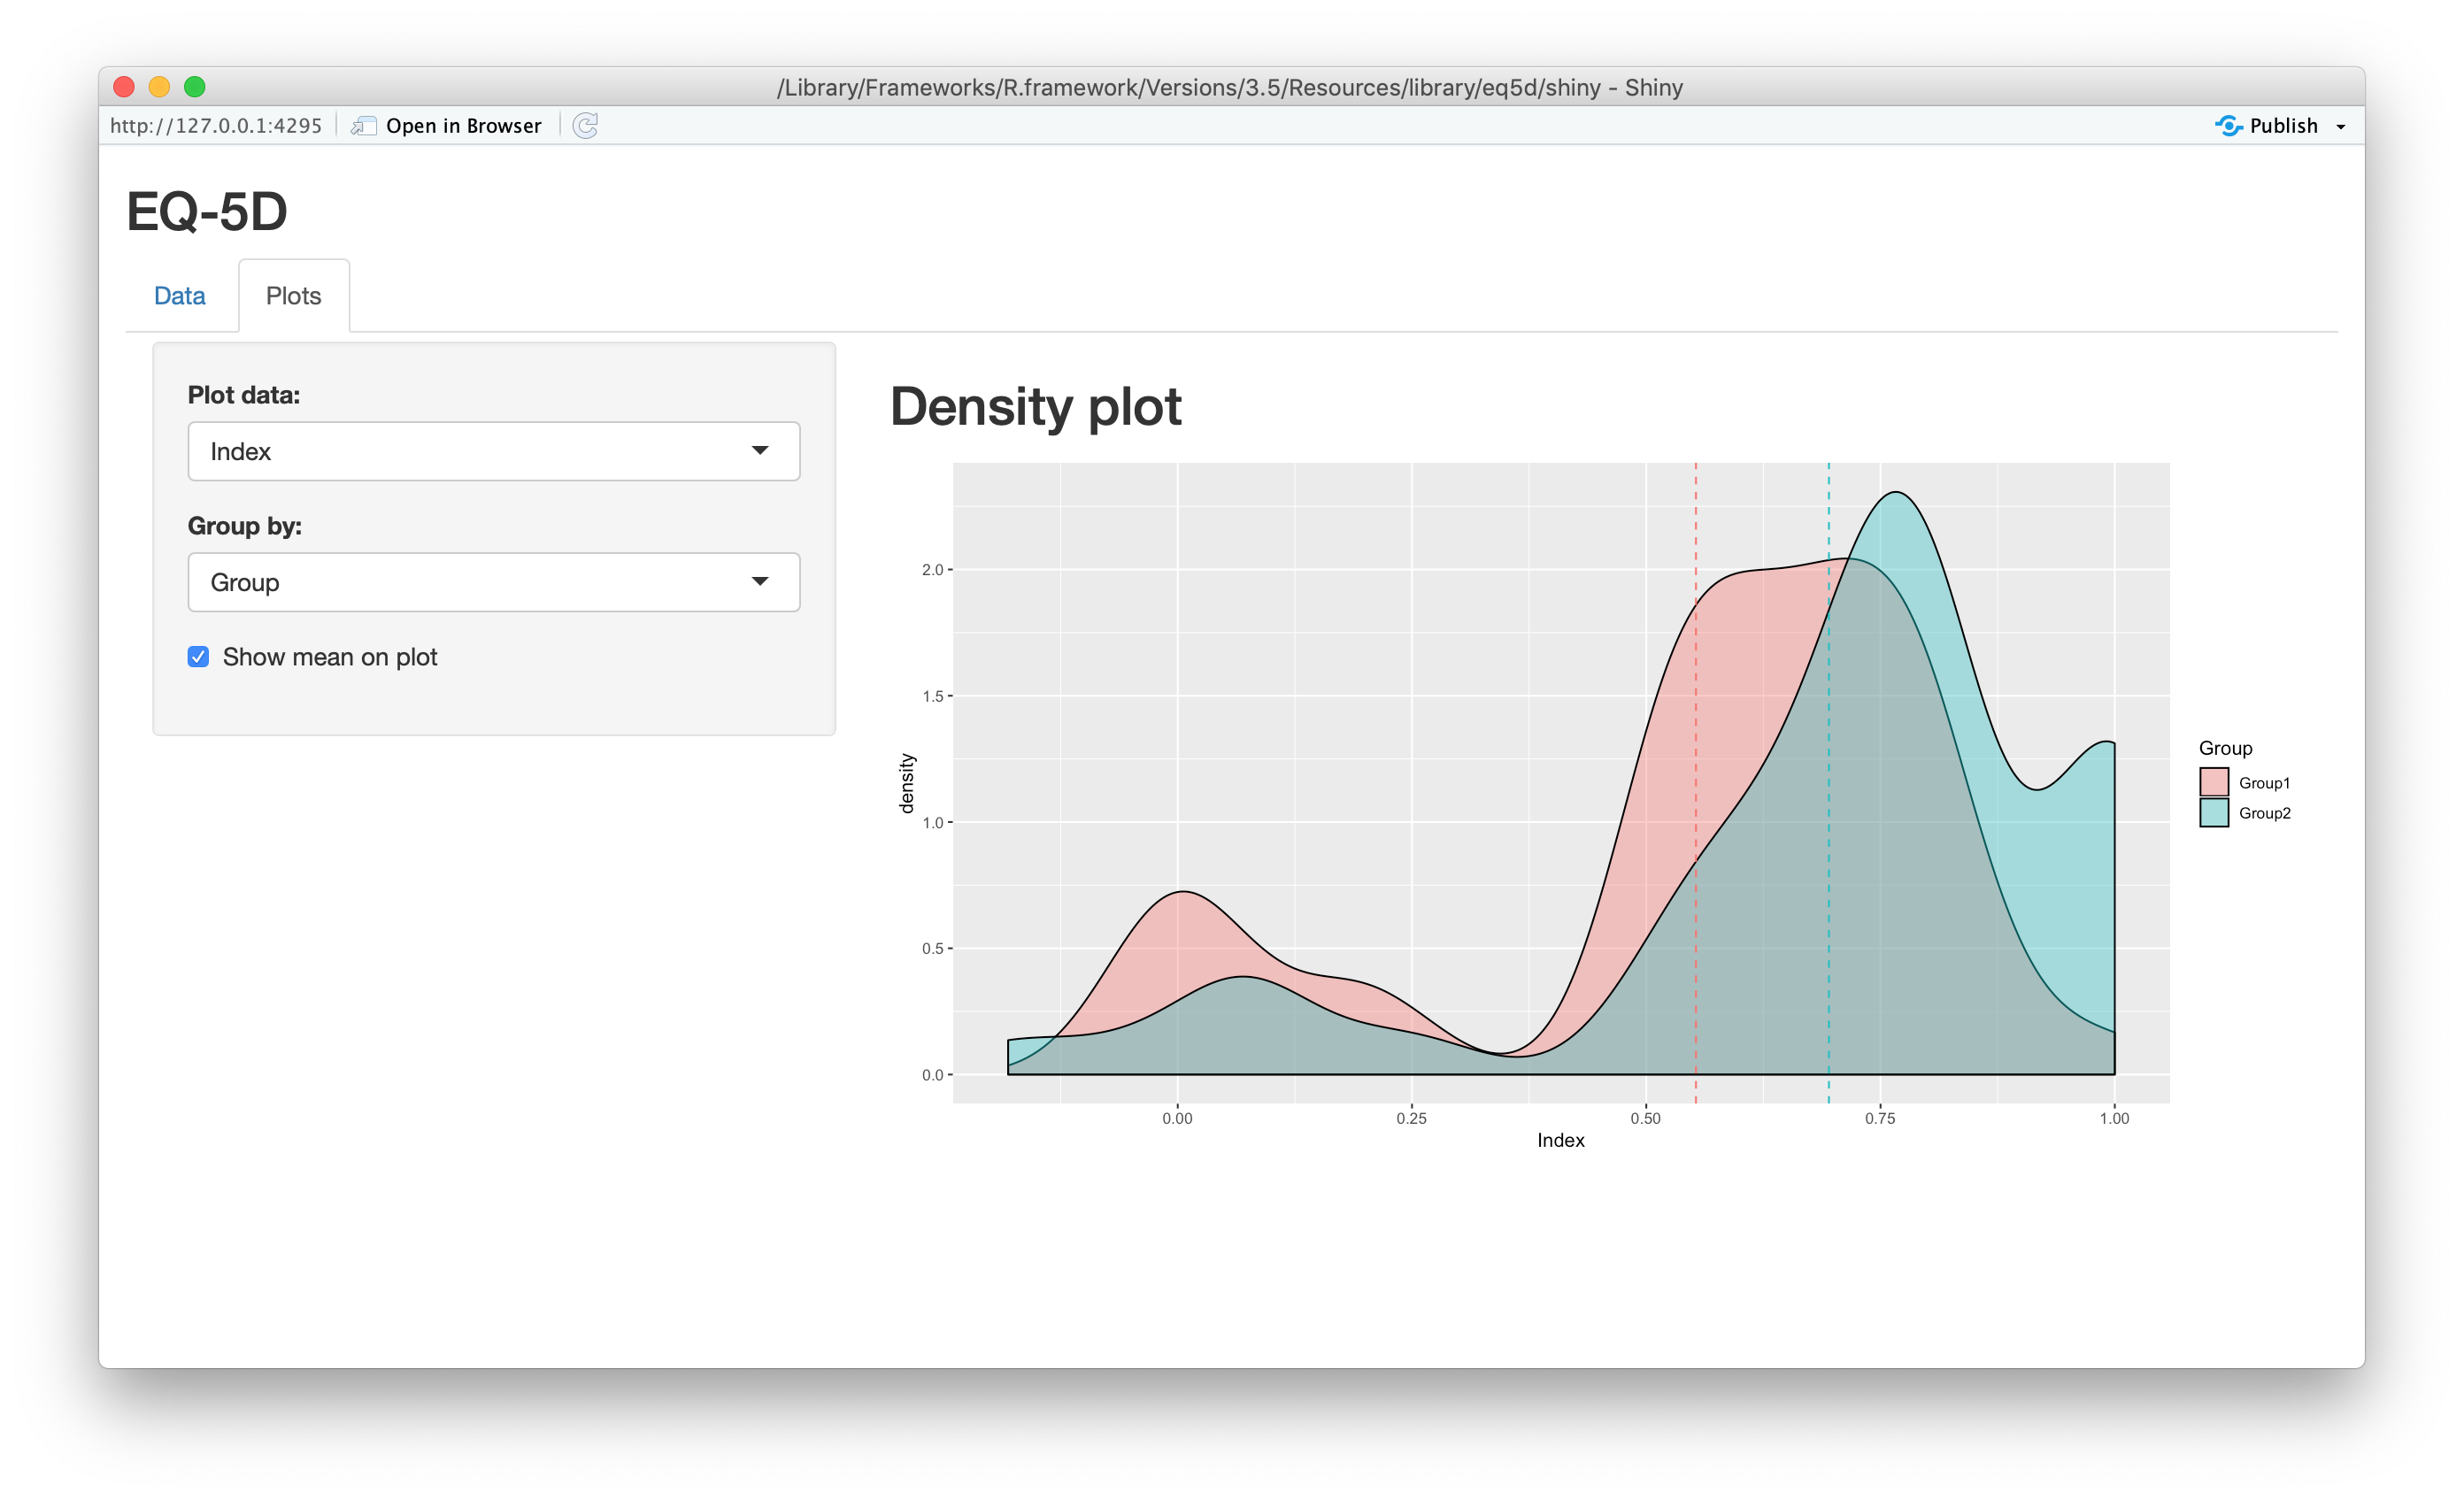 /Library/Frameworks/R.framework/Versions/3.5/Resources/library/eq5d/shiny - Shiny
http://127.0.0.1:4295 Open in Browser Publish
EQ-5D
Data Plots
Plot data:
Index
Group by:
Group
Show mean on plot
Density plot
2.0
1.5
1.0
0.5
0.0
density
0.00 0.25 0.50 0.75 1.00
Index
Group
Group1
Group2